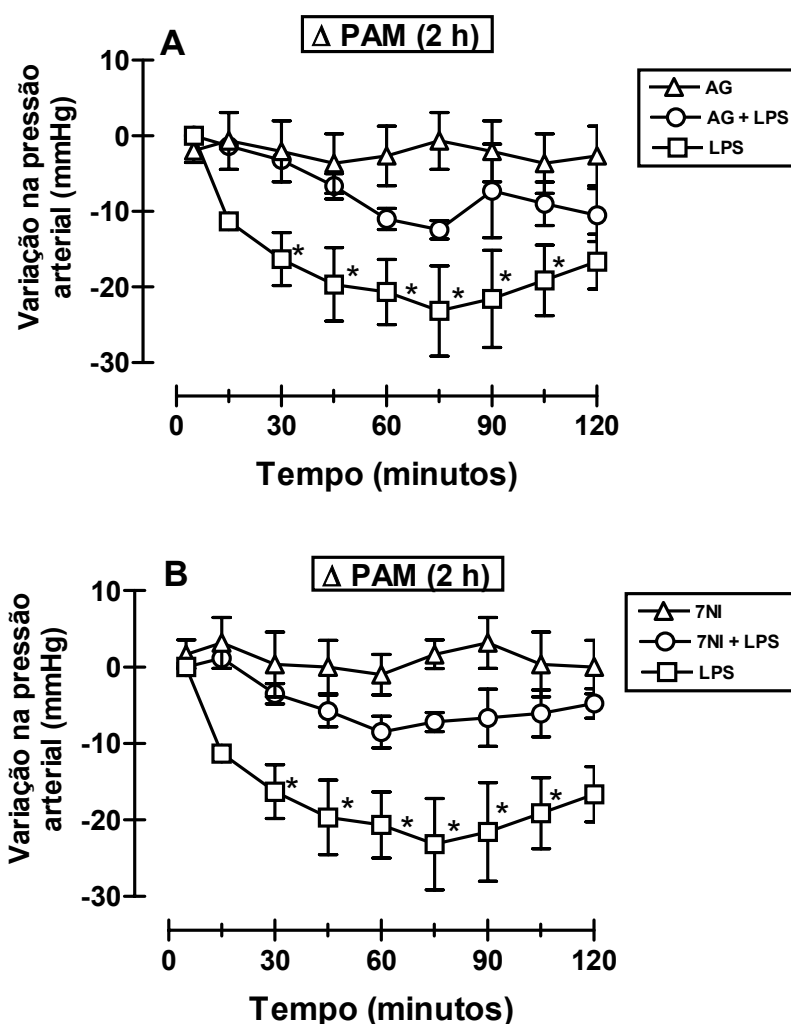 A
Δ PAM (2 h)
10
0
-10
-20
-30
Variação na pressão
arterial (mmHg)
* * * * * *
0 30 60 90 120
Tempo (minutos)
AG
AG + LPS
LPS
B
Δ PAM (2 h)
10
0
-10
-20
-30
Variação na pressão
arterial (mmHg)
* * * * * *
0 30 60 90 120
Tempo (minutos)
7NI
7NI + LPS
LPS